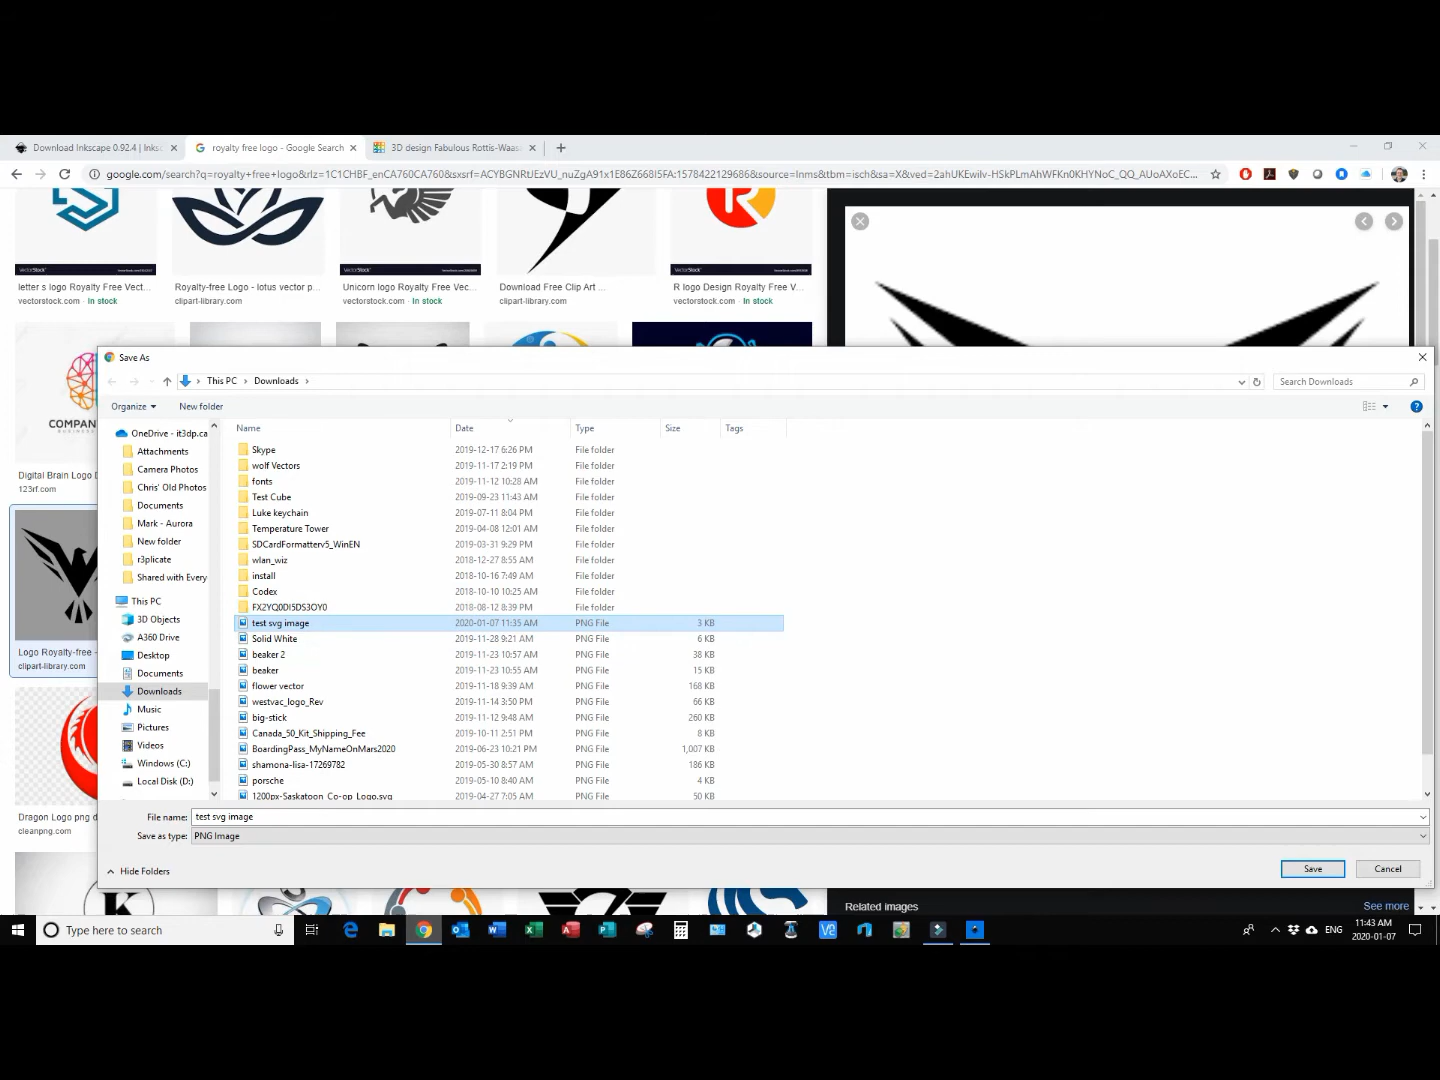 Download Inkscape 0.92.4 | Inks
royalty free logo - Google Search
3D design Fabulous Rottis-Waas
google.com/search?q=royalty+free+logo&rlz=1C1CHBF_enCA760CA760&sxsrf=ACYBGNRtJEzVU_nuZgA91x1E86Z668I5FA:1578422129686&source=lnms&tbm=isch&sa=X&ved=2ahUKEwilv-HSkPLmAhWFKn0KHYNoC_QQ_AUoAXoEC...
letter s logo Royalty Free Vect...
vectorstock.com · In stock
Royalty-free Logo - lotus vector p...
clipart-library.com
Unicorn logo Royalty Free Vec...
vectorstock.com · In stock
Download Free Clip Art ...
clipart-library.com
R logo Design Royalty Free V...
vectorstock.com · In stock
VectorStock
VectorStock
VectorStock
COMPAN
Digital Brain Logo D
123rf.com
Logo Royalty-free -
clipart-library.com
Dragon Logo png d
cleanpng.com
K
Save As
This PC > Downloads >
Search Downloads
Organize
New folder
Name Date Type Size Tags
OneDrive - it3dp.ca
Attachments
Camera Photos
Chris' Old Photos
Documents
Mark - Aurora
New folder
r3plicate
Shared with Every
This PC
3D Objects
A360 Drive
Desktop
Documents
Downloads
Music
Pictures
Videos
Windows (C:)
Local Disk (D:)
Skype 2019-12-17 6:26 PM File folder
wolf Vectors 2019-11-17 2:19 PM File folder
fonts 2019-11-12 10:28 AM File folder
Test Cube 2019-09-23 11:43 AM File folder
Luke keychain 2019-07-11 8:04 PM File folder
Temperature Tower 2019-04-08 12:01 AM File folder
SDCardFormatterv5_WinEN 2019-03-31 9:29 PM File folder
wlan_wiz 2018-12-27 8:55 AM File folder
install 2018-10-16 7:49 AM File folder
Codex 2018-10-10 10:25 AM File folder
FX2YQ0DI5DS3OY0 2018-08-12 8:39 PM File folder
test svg image 2020-01-07 11:35 AM PNG File 3 KB
Solid White 2019-11-28 9:21 AM PNG File 6 KB
beaker 2 2019-11-23 10:57 AM PNG File 38 KB
beaker 2019-11-23 10:55 AM PNG File 15 KB
flower vector 2019-11-18 9:39 AM PNG File 168 KB
westvac_logo_Rev 2019-11-14 3:50 PM PNG File 66 KB
big-stick 2019-11-12 9:48 AM PNG File 260 KB
Canada_50_Kit_Shipping_Fee 2019-10-11 2:51 PM PNG File 8 KB
BoardingPass_MyNameOnMars2020 2019-06-23 10:21 PM PNG File 1,007 KB
shamona-lisa-17269782 2019-05-30 8:57 AM PNG File 186 KB
porsche 2019-05-10 8:40 AM PNG File 4 KB
1200px-Saskatoon_Co-op_Logo.svg 2019-04-27 7:05 AM PNG File 50 KB
File name: test svg image
Save as type: PNG Image
Hide Folders
Save
Cancel
Related images
See more
Type here to search
ENG
11:43 AM
2020-01-07